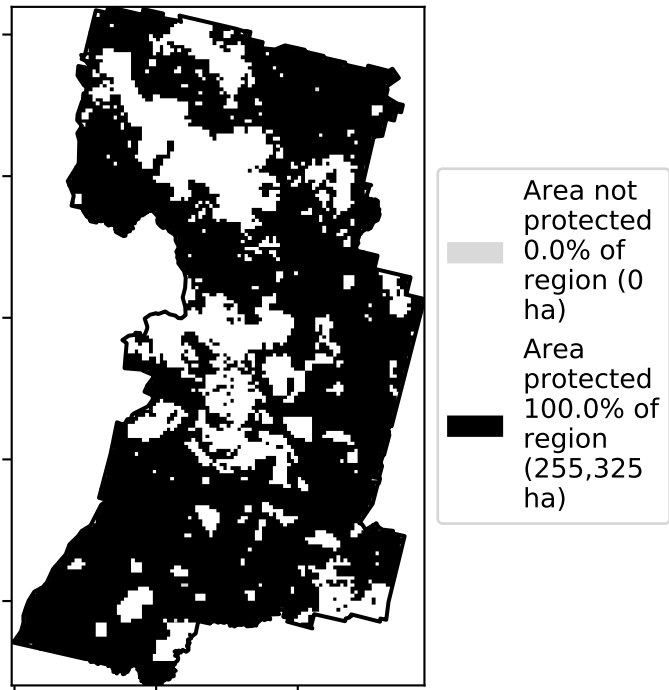 Area not
protected
0.0% of
region (0
ha)
Area
protected
100.0% of
region
(255,325
ha)